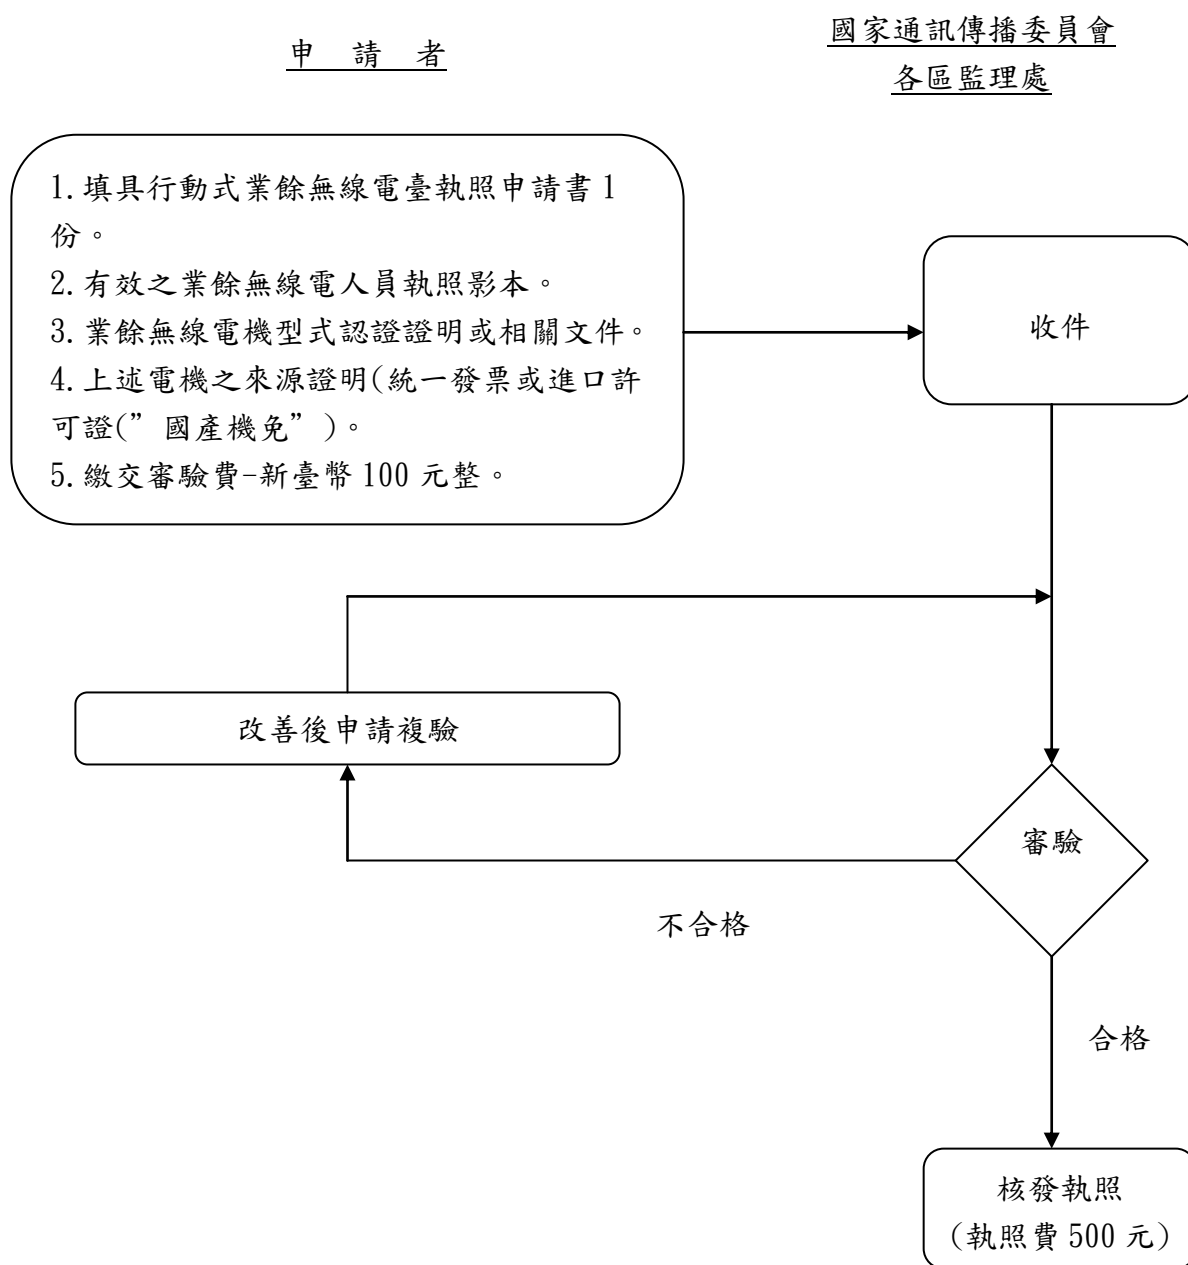 申 請 者
國家通訊傳播委員會
各區監理處
1.填具行動式業餘無線電臺執照申請書1
份。
2.有效之業餘無線電人員執照影本。
3.業餘無線電機型式認證證明或相關文件。
4.上述電機之來源證明(統一發票或進口許
可證(”國產機免”)。
5.繳交審驗費-新臺幣100元整。
收件
改善後申請複驗
審驗
不合格
合格
核發執照
(執照費500元)